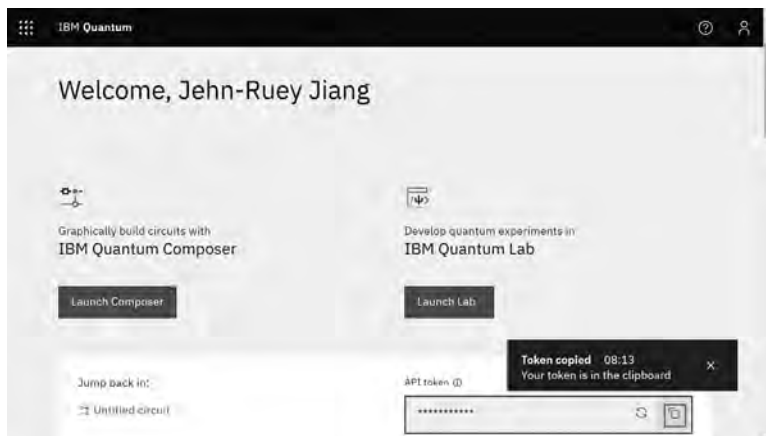 IBM Quantum
Welcome, Jehn-Ruey Jiang
Graphically build circuits with
IBM Quantum Composer
Launch Composer
Develop quantum experiments in
IBM Quantum Lab
Launch Lab
Token copied 08:13
Your token is in the clipboard
Jump back in:
Untitled circuit
API token
***********